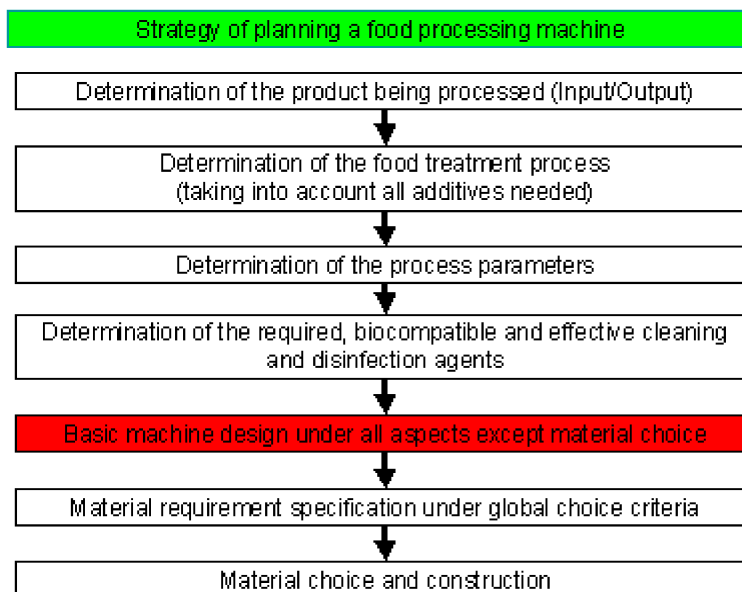 Strategy of planning a food processing machine
Determination of the product being processed (Input/Output)
Determination of the food treatment process
(taking into account all additives needed)
Determination of the process parameters
Determination of the required, biocompatible and effective cleaning
and disinfection agents
Basic machine design under all aspects except material choice
Material requirement specification under global choice criteria
Material choice and construction